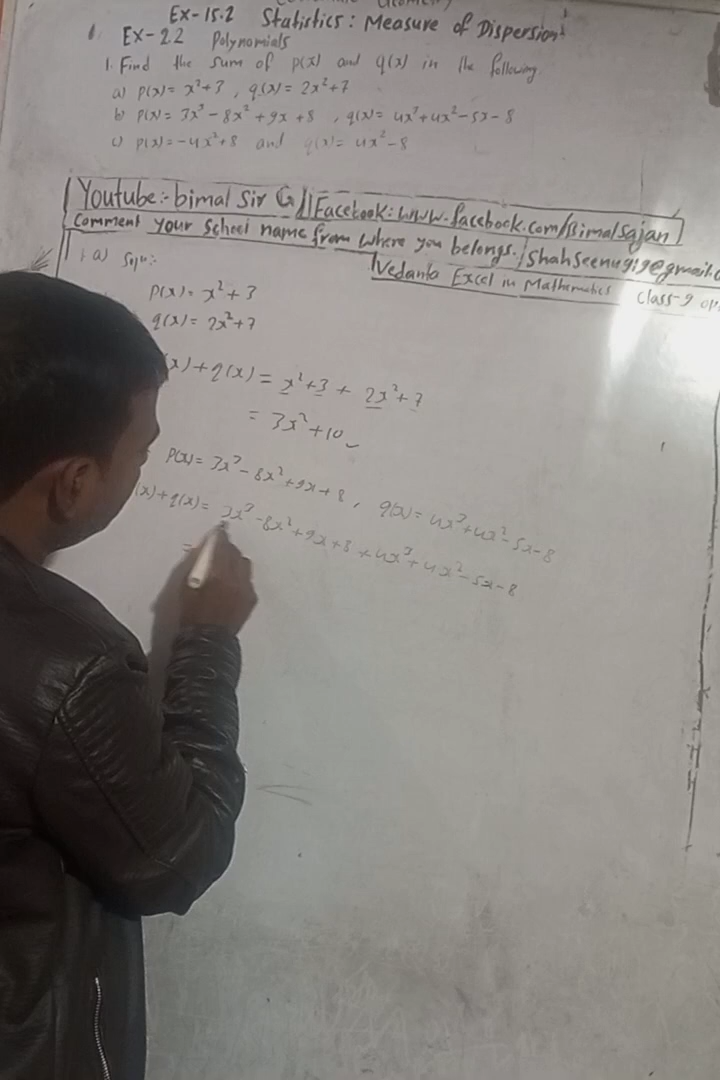 EX-15.2 Statistics: Measure of Dispersion
EX-2.2 Polynomials
1. Find the sum of p(x) and q(x) in the following.
a) p(x) = x²+3, q(x) = 2x²+7
b) p(x) = 7x³ - 8x² + 9x + 8, q(x) = 4x³+4x²-5x-8
c) p(x) = -4x²+8 and q(x) = 4x²-8
Youtube:- bimal Sir G || Facebook: www.facebook.com/Bimalsajan
Comment your School name from where you belongs. / Shahseenu919@gmail.c
Vedanta Excel in Mathematics Class-9 op
1. a) Solⁿ:-
p(x) = x²+3
q(x) = 2x²+7
(x)+q(x) = x²+3 + 2x²+7
= 3x²+10
P(x) = 7x³ - 8x² + 9x + 8, q(x) = 4x³+4x²-5x-8
(x)+q(x) = 7x³ - 8x² + 9x + 8 + 4x³ + 4x² - 5x - 8
=